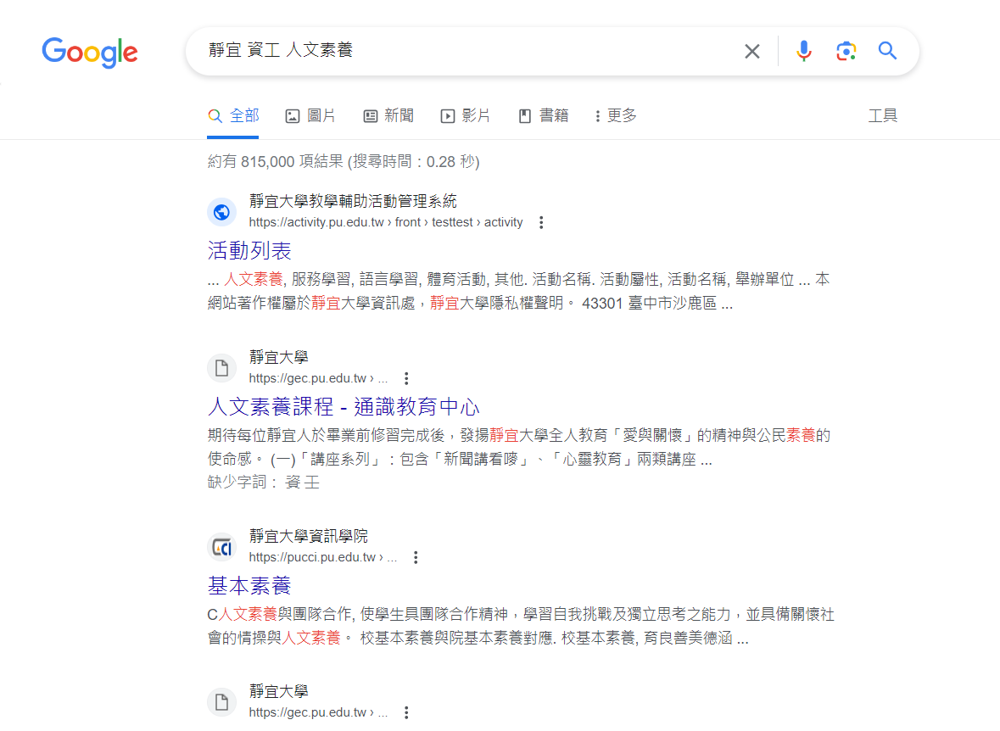 Google
靜宜 資工 人文素養
全部 圖片 新聞 影片 書籍 更多 工具
約有 815,000 項結果 (搜尋時間：0.28 秒)
靜宜大學教學輔助活動管理系統
https://activity.pu.edu.tw › front › testtest › activity
活動列表
... 人文素養, 服務學習, 語言學習, 體育活動, 其他. 活動名稱. 活動屬性, 活動名稱, 舉辦單位 ... 本
網站著作權屬於靜宜大學資訊處，靜宜大學隱私權聲明。 43301 臺中市沙鹿區 ...
靜宜大學
https://gec.pu.edu.tw › ...
人文素養課程 - 通識教育中心
期待每位靜宜人於畢業前修習完成後，發揚靜宜大學全人教育「愛與關懷」的精神與公民素養的
使命感。 (一)「講座系列」：包含「新聞講看嘜」、「心靈教育」兩類講座 ...
缺少字詞： 資 工
靜宜大學資訊學院
CCI
https://pucci.pu.edu.tw › ...
基本素養
C人文素養與團隊合作, 使學生具團隊合作精神，學習自我挑戰及獨立思考之能力，並具備關懷社
會的情操與人文素養。 校基本素養與院基本素養對應. 校基本素養, 育良善美德涵 ...
靜宜大學
https://gec.pu.edu.tw › ...